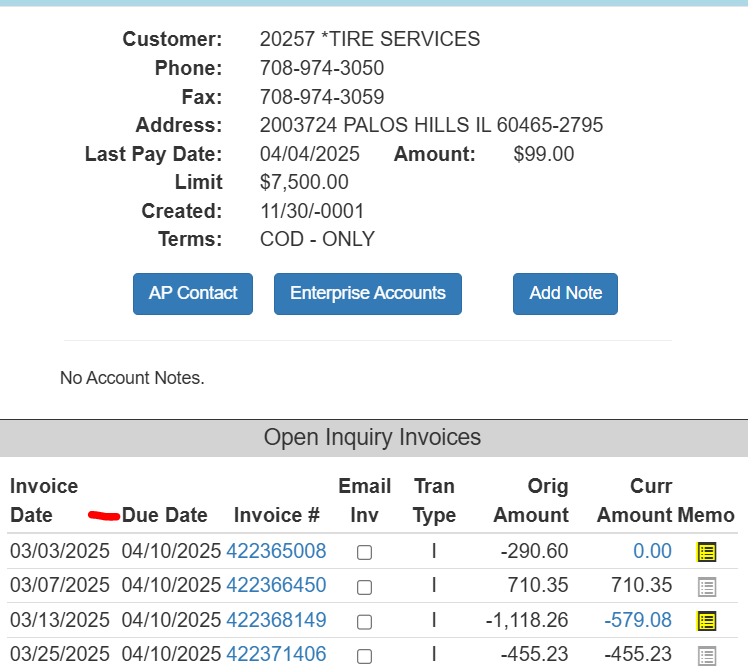 Customer: 20257 *TIRE SERVICES
Phone: 708-974-3050
Fax: 708-974-3059
Address: 2003724 PALOS HILLS IL 60465-2795
Last Pay Date: 04/04/2025 Amount: $99.00
Limit $7,500.00
Created: 11/30/-0001
Terms: COD - ONLY
AP Contact Enterprise Accounts Add Note
No Account Notes.
Open Inquiry Invoices
Invoice Email Tran Orig Curr
Date Due Date Invoice # Inv Type Amount Amount Memo
03/03/2025 04/10/2025 422365008 I -290.60 0.00
03/07/2025 04/10/2025 422366450 I 710.35 710.35
03/13/2025 04/10/2025 422368149 I -1,118.26 -579.08
03/25/2025 04/10/2025 422371406 I -455.23 -455.23